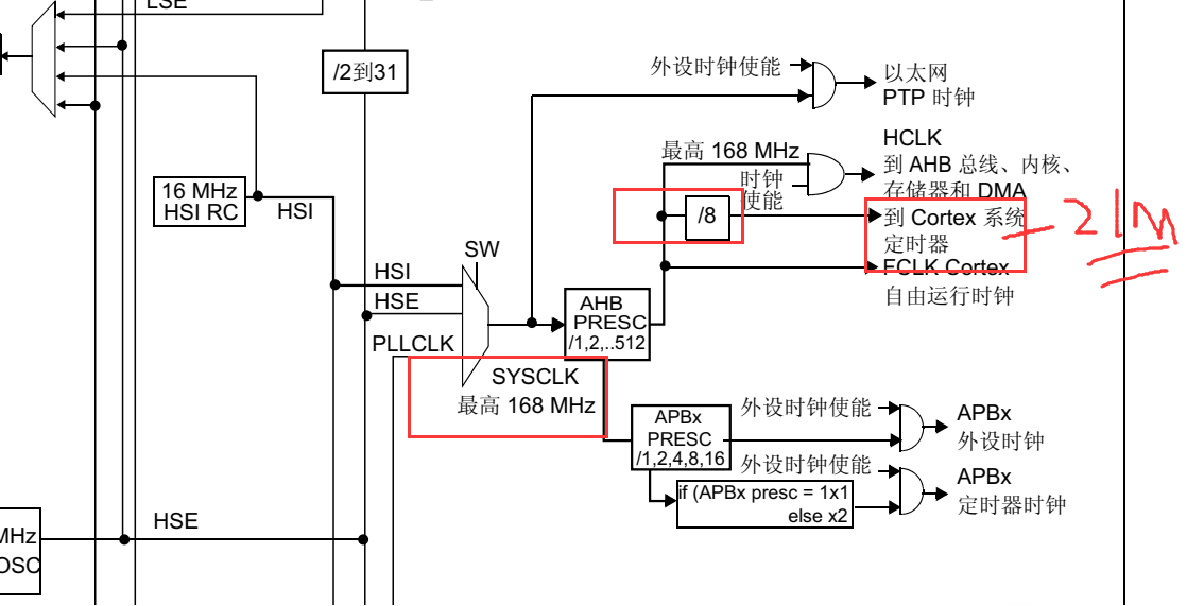 LSE
/2到31
外设时钟使能
以太网
PTP 时钟
最高 168 MHz
HCLK
到 AHB 总线、内核、
存储器和 DMA
时钟
使能
16 MHz
HSI RC
HSI
/8
到 Cortex 系统
定时器
21M
FCLK Cortex
自由运行时钟
SW
HSI
HSE
PLLCLK
AHB
PRESC
/1,2,..512
SYSCLK
最高 168 MHz
APBx
PRESC
/1,2,4,8,16
外设时钟使能
APBx
外设时钟
外设时钟使能
APBx
定时器时钟
if (APBx presc = 1x1
else x2
HSE
MHz
OSC